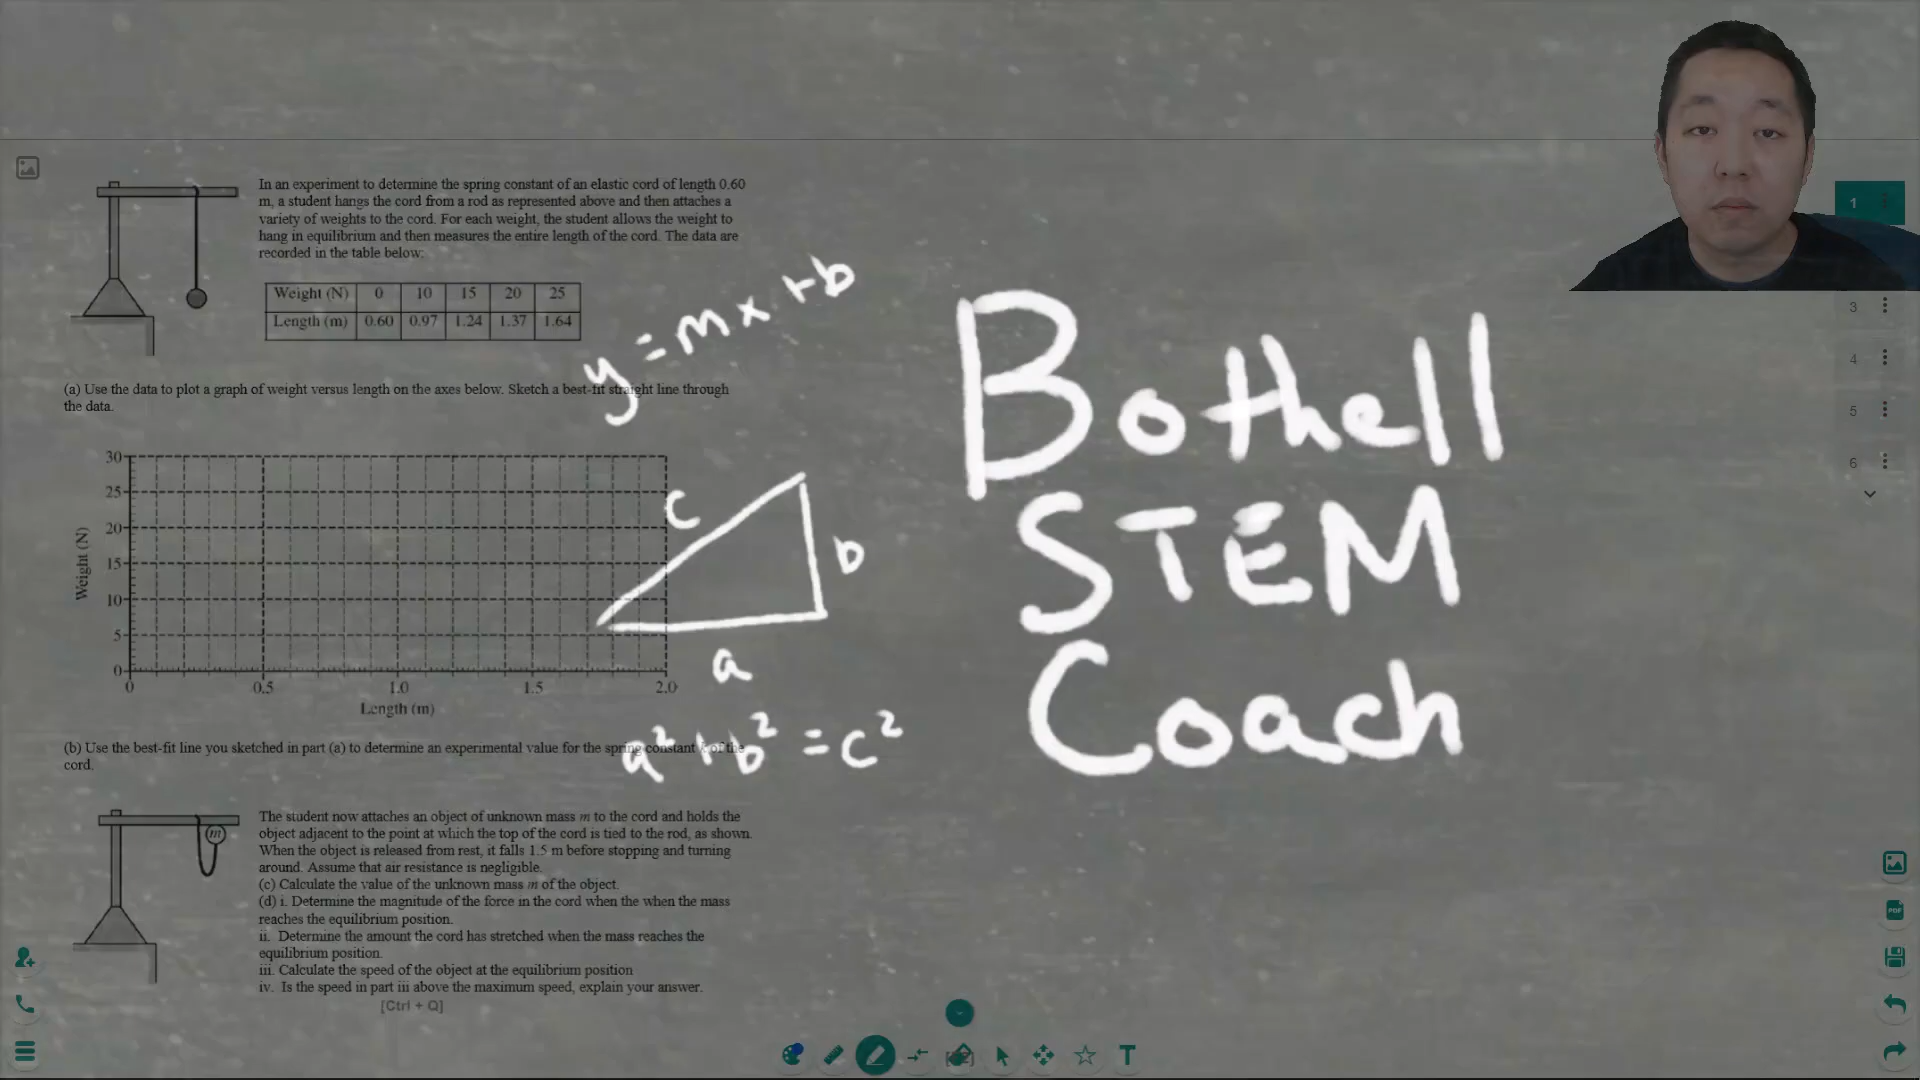 In an experiment to determine the spring constant of an elastic cord of length 0.60
m, a student hangs the cord from a rod as represented above and then attaches a
variety of weights to the cord. For each weight, the student allows the weight to
hang in equilibrium and then measures the entire length of the cord. The data are
recorded in the table below:
Weight (N) 0 10 15 20 25
Length (m) 0.60 0.97 1.24 1.37 1.64
(a) Use the data to plot a graph of weight versus length on the axes below. Sketch a best-fit straight line through
the data.
30
25
20
15
10
5
0
Weight (N)
0 0.5 1.0 1.5 2.0
Length (m)
(b) Use the best-fit line you sketched in part (a) to determine an experimental value for the spring constant k of the
cord.
m
The student now attaches an object of unknown mass m to the cord and holds the
object adjacent to the point at which the top of the cord is tied to the rod, as shown.
When the object is released from rest, it falls 1.5 m before stopping and turning
around. Assume that air resistance is negligible.
(c) Calculate the value of the unknown mass m of the object.
(d) i. Determine the magnitude of the force in the cord when the when the mass
reaches the equilibrium position.
ii. Determine the amount the cord has stretched when the mass reaches the
equilibrium position.
iii. Calculate the speed of the object at the equilibrium position
iv. Is the speed in part iii above the maximum speed, explain your answer.
[Ctrl + Q]
y = mx + b
c
b
a
a² + b² = c²
Bothell
STEM
Coach
1
3
4
5
6
PDF
T